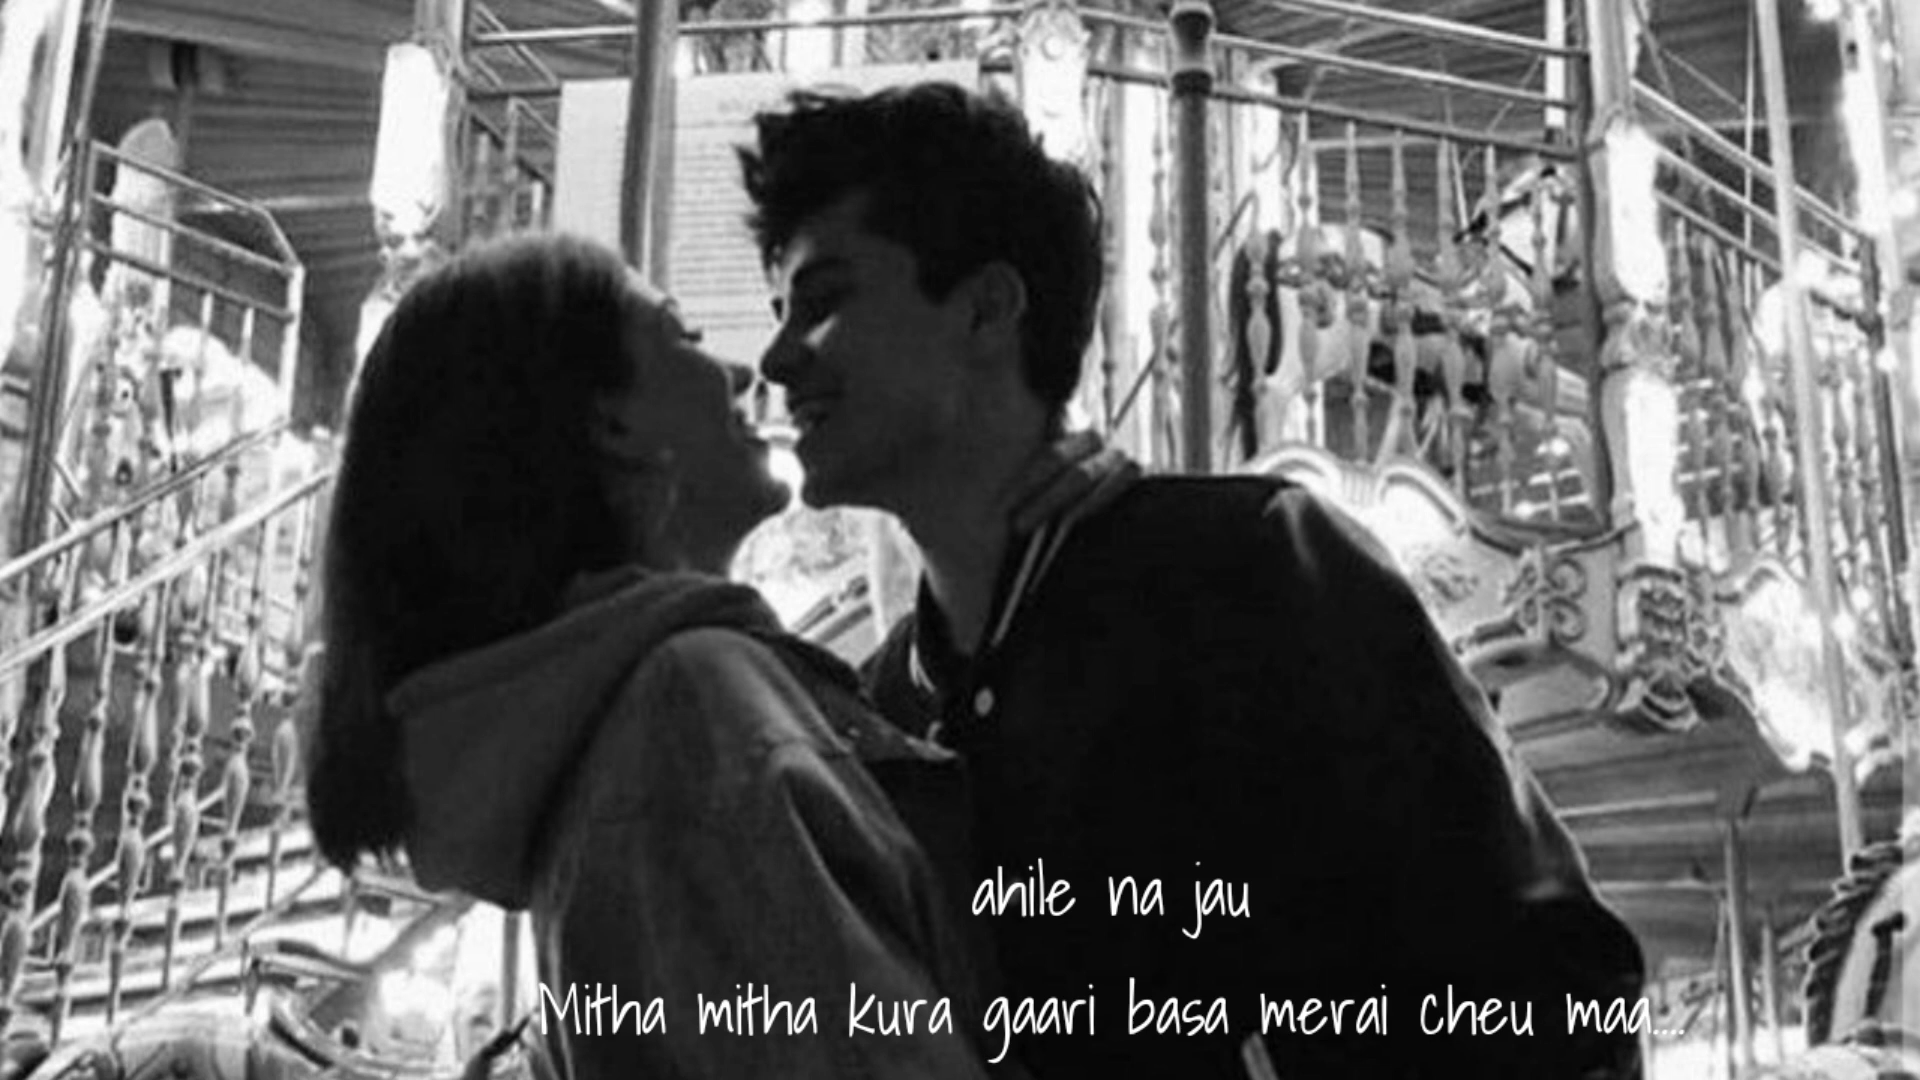 ahile na jau
Mitha mitha kura gaari basa merai cheu maa....